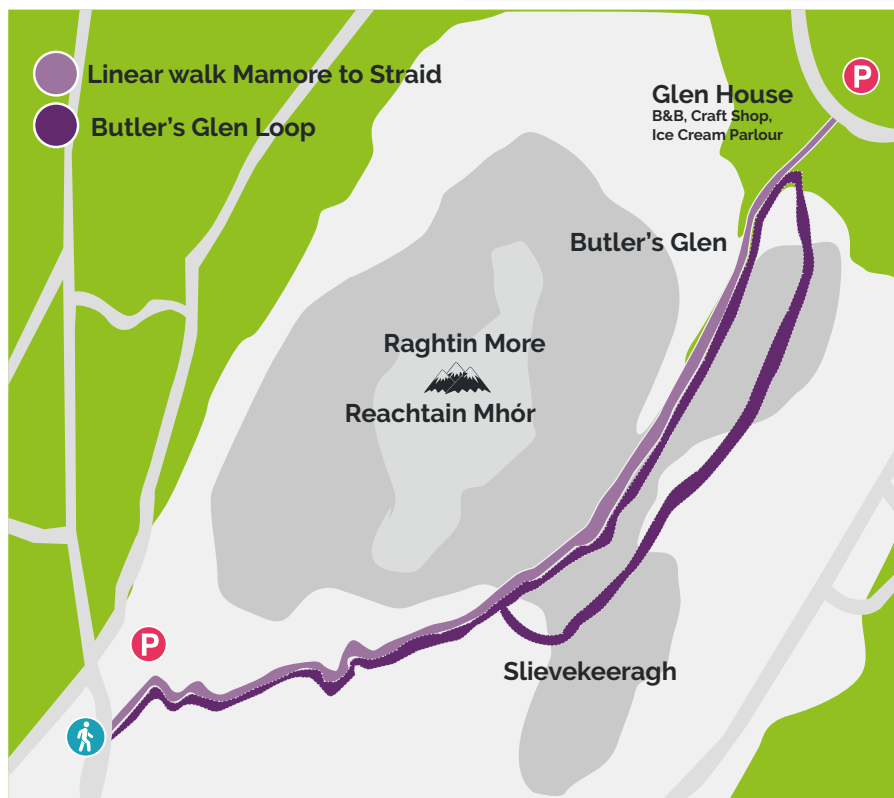 Linear walk Mamore to Straid
Butler's Glen Loop
P
Glen House
B&B, Craft Shop,
Ice Cream Parlour
Butler's Glen
Raghtin More
Reachtain Mhór
P
Slievekeeragh